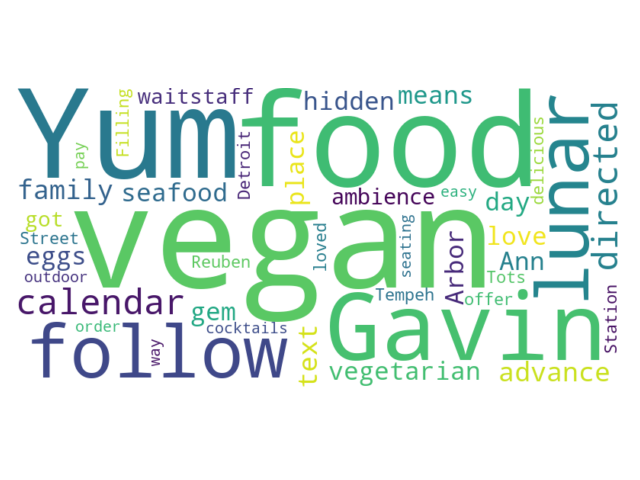 Yum
food
vegan
Gavin
follow
lunar
calendar
directed
waitstaff
hidden
means
Filling
pay
Detroit
place
delicious
family
seafood
ambience
easy
day
got
Street
eggs
outdoor
Reuben
loved
seating
Arbor
love
Ann
Tots
Tempeh
offer
gem
order
way
cocktails
text
vegetarian
advance
Station